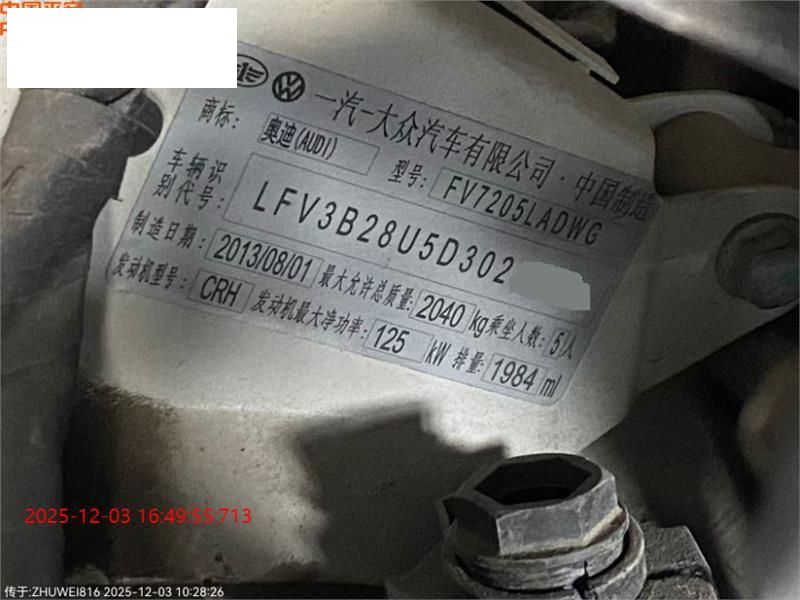 中国平安
一汽-大众汽车有限公司·中国制造
商标: 奥迪(AUDI) 型号: FV7205LADWG
车辆识别代号: LFV3B28U5D302
制造日期: 2013/08/01 最大允许总质量: 2040 kg 乘坐人数: 5人
发动机型号: CRH 发动机最大净功率: 125 kW 排量: 1984 ml
2025-12-03 16:49:55:713
传于:ZHUWEI816 2025-12-03 10:28:26